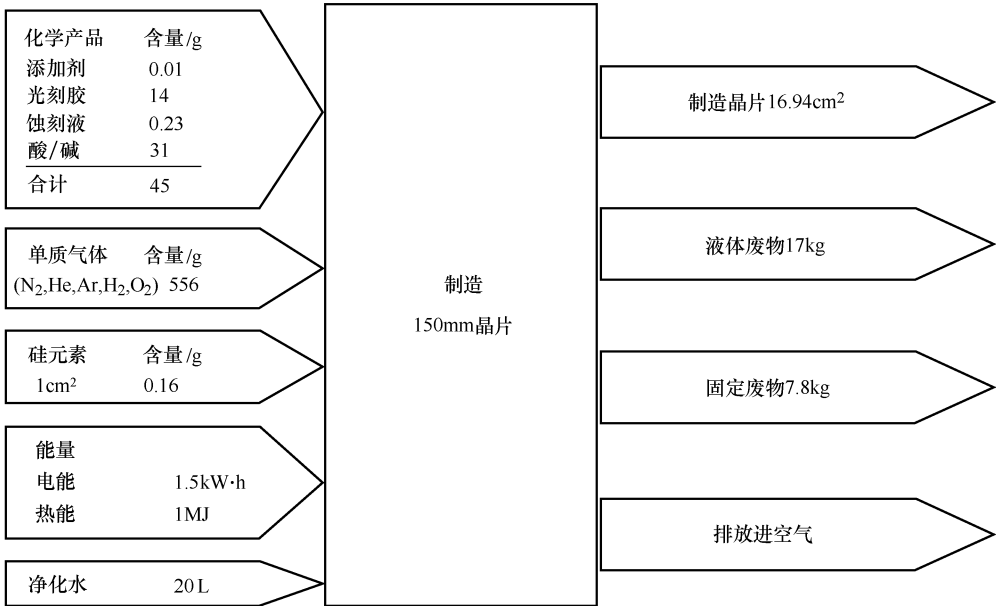 化学产品 含量/g
添加剂 0.01
光刻胶 14
蚀刻液 0.23
酸/碱 31
合计 45
单质气体 含量/g
(N₂,He,Ar,H₂,O₂) 556
硅元素 含量/g
1cm² 0.16
能量
电能 1.5kW·h
热能 1MJ
净化水 20L
制造
150mm晶片
制造晶片16.94cm²
液体废物17kg
固定废物7.8kg
排放进空气